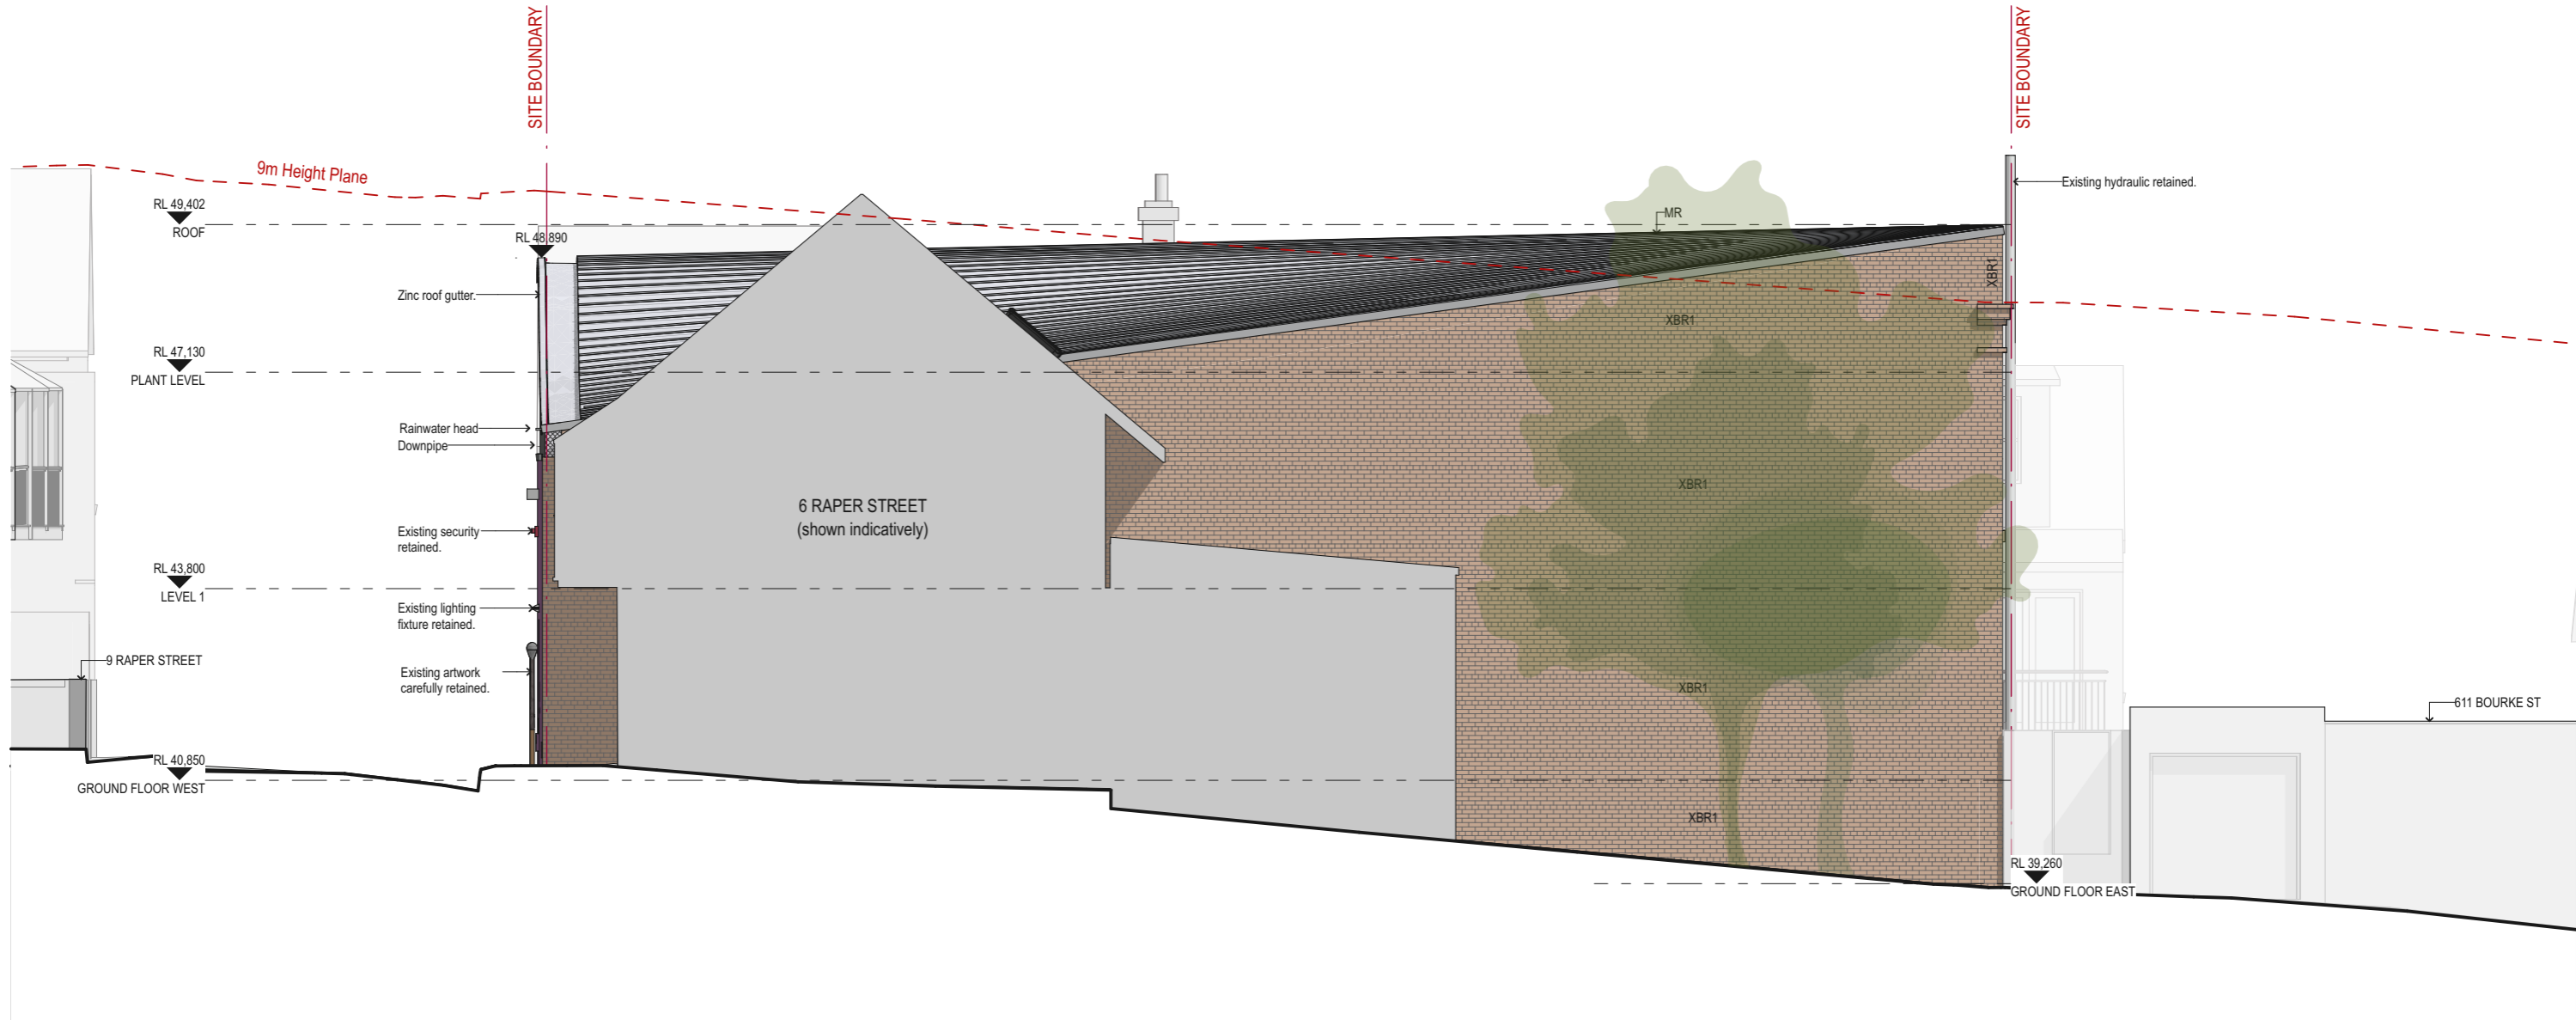 SITE BOUNDARY
SITE BOUNDARY
9m Height Plane
RL 49,402
ROOF
RL 48,890
Zinc roof gutter.
MR
Existing hydraulic retained.
XBR1
XBR1
RL 47,130
PLANT LEVEL
Rainwater head
Downpipe
XBR1
6 RAPER STREET
(shown indicatively)
Existing security
retained.
RL 43,800
LEVEL 1
Existing lighting
fixture retained.
9 RAPER STREET
Existing artwork
carefully retained.
XBR1
611 BOURKE ST
RL 40,850
GROUND FLOOR WEST
XBR1
RL 39,260
GROUND FLOOR EAST